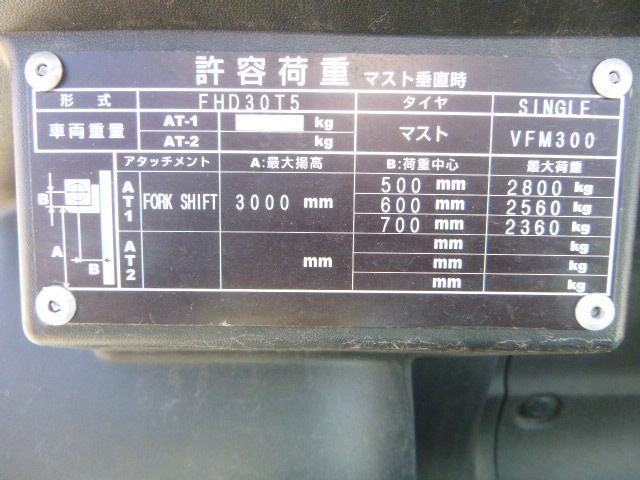 許容荷重 マスト垂直時
形式 FHD30T5 タイヤ SINGLE
車両重量 AT-1 kg マスト VFM300
AT-2 kg
アタッチメント A:最大揚高 B:荷重中心 最大荷重
AT1 FORK SHIFT 3000 mm 500 mm 2800 kg
600 mm 2560 kg
700 mm 2360 kg
AT2 mm mm kg
mm kg
mm kg
B
A
B